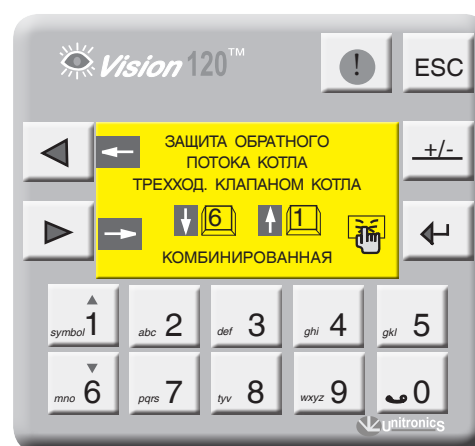 Vision 120™
! ESC
ЗАЩИТА ОБРАТНОГО
ПОТОКА КОТЛА
ТРЕХХОД. КЛАПАНОМ КОТЛА
+/-
6 1
КОМБИНИРОВАННАЯ
symbol 1 abc 2 def 3 ghi 4 gkl 5
mno 6 pqrs 7 tyv 8 wxyz 9 0
unitronics